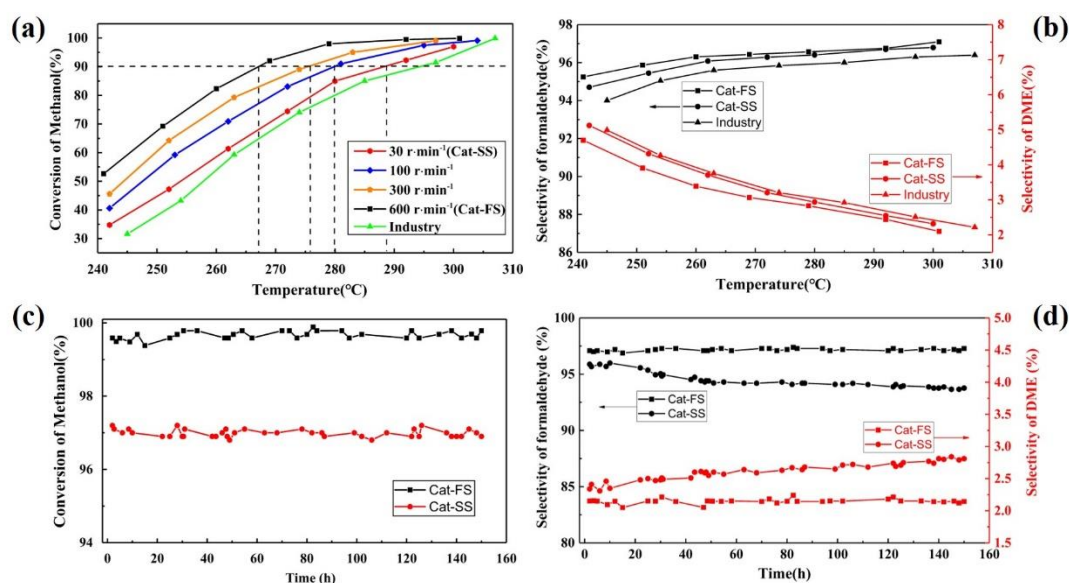 (a)
Conversion of Methanol(%)
100
90
80
70
60
50
40
30
240 250 260 270 280 290 300 310
Temperature(℃)
30 r·min-1(Cat-SS)
100 r·min-1
300 r·min-1
600 r·min-1(Cat-FS)
Industry
(b)
Selectivity of formaldehyde(%)
98
96
94
92
90
88
86
240 250 260 270 280 290 300 310
Temperature(℃)
Cat-FS
Cat-SS
Industry
Cat-FS
Cat-SS
Industry
8
7
6
5
4
3
2
Selectivity of DME(%)
(c)
Conversion of Methanol(%)
100
98
96
94
0 20 40 60 80 100 120 140 160
Time (h)
Cat-FS
Cat-SS
(d)
Selectivity of formaldehyde (%)
100
95
90
85
80
0 20 40 60 80 100 120 140 160
Time(h)
Cat-FS
Cat-SS
Cat-FS
Cat-SS
5.0
4.5
4.0
3.5
3.0
2.5
2.0
1.5
Selectivity of DME (%)